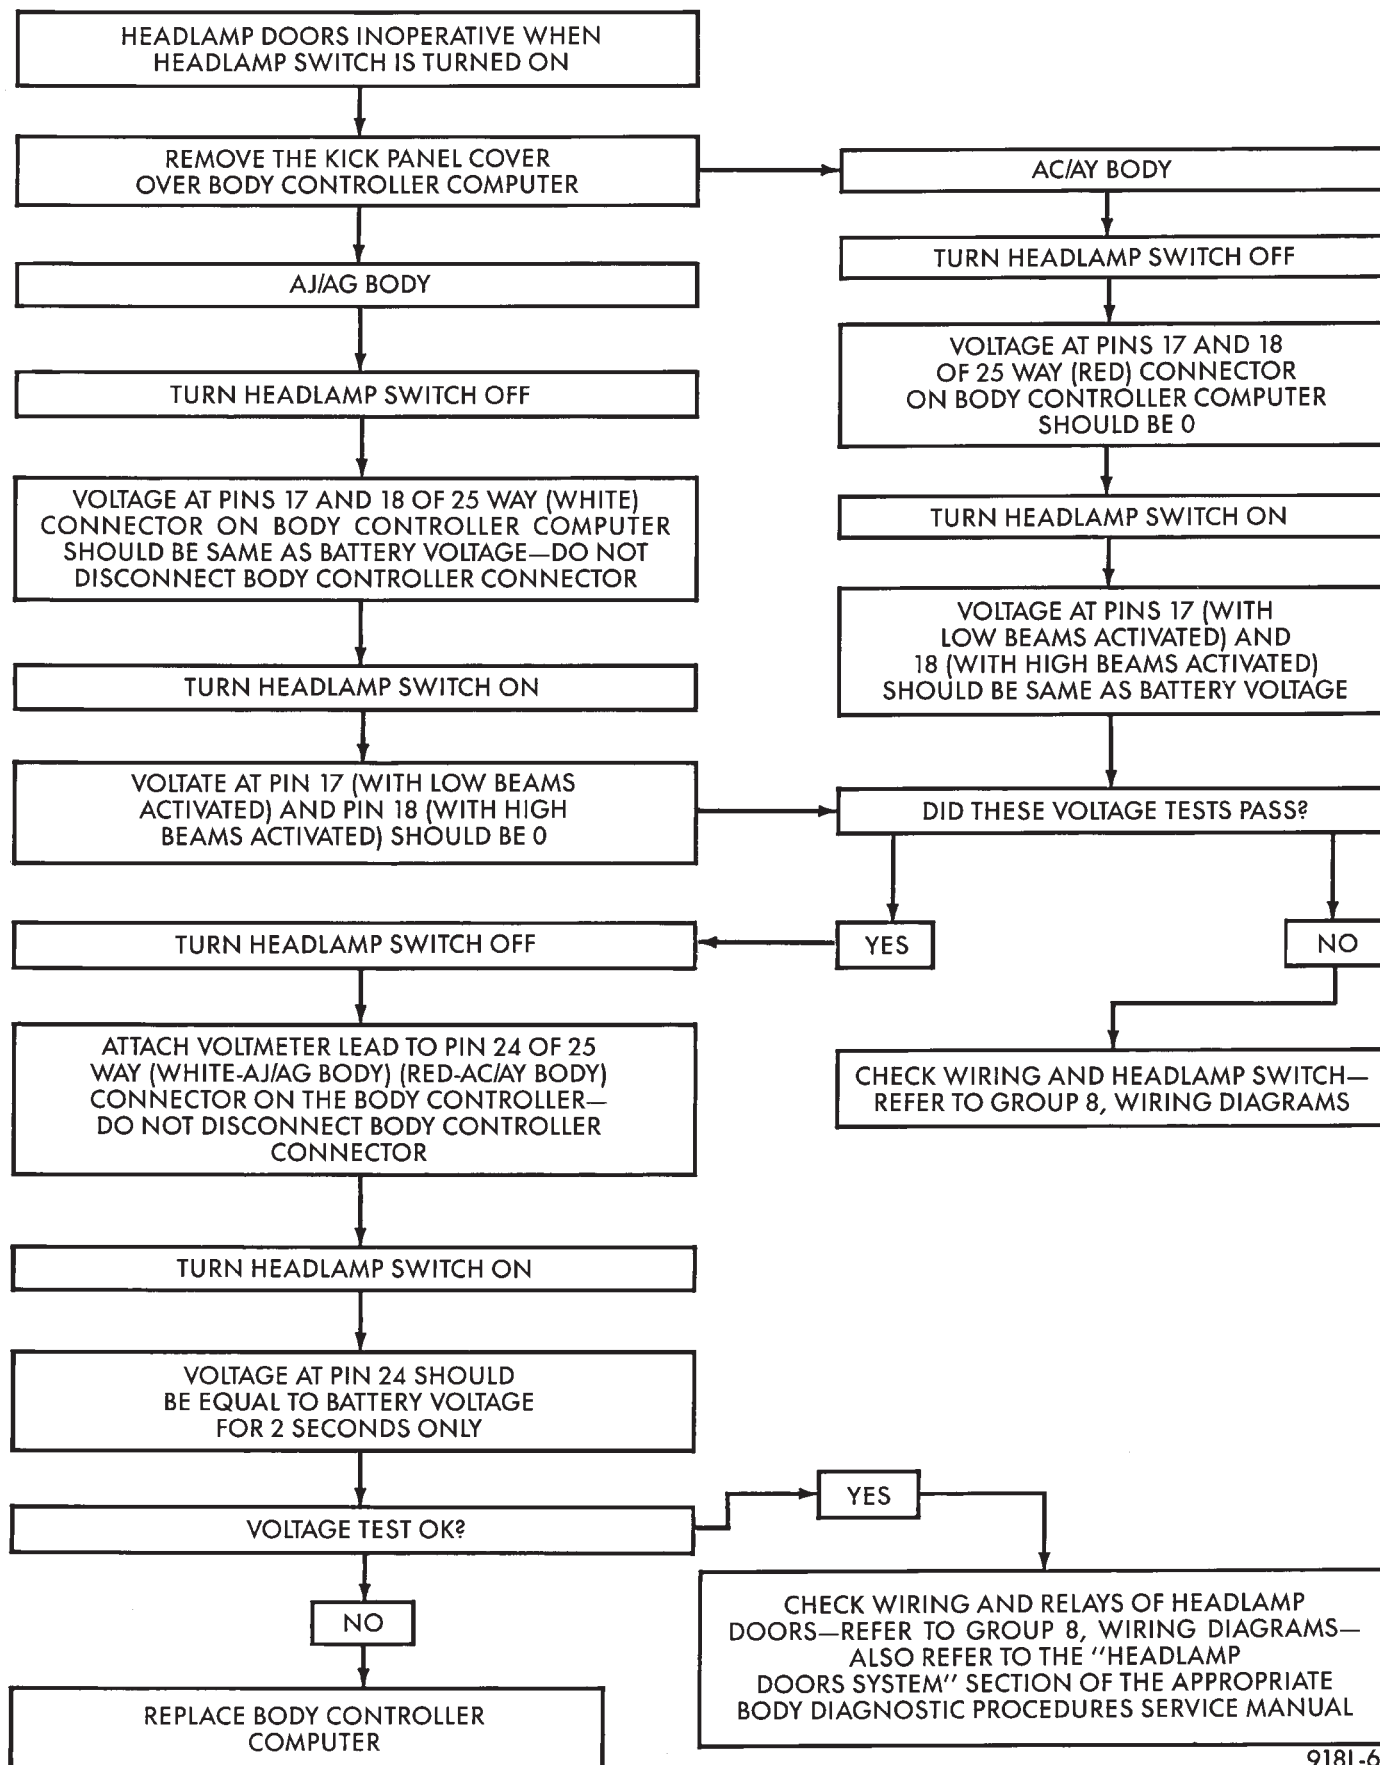 HEADLAMP DOORS INOPERATIVE WHEN
HEADLAMP SWITCH IS TURNED ON
REMOVE THE KICK PANEL COVER
OVER BODY CONTROLLER COMPUTER
AC/AY BODY
TURN HEADLAMP SWITCH OFF
VOLTAGE AT PINS 17 AND 18
OF 25 WAY (RED) CONNECTOR
ON BODY CONTROLLER COMPUTER
SHOULD BE 0
TURN HEADLAMP SWITCH ON
VOLTAGE AT PINS 17 (WITH
LOW BEAMS ACTIVATED) AND
18 (WITH HIGH BEAMS ACTIVATED)
SHOULD BE SAME AS BATTERY VOLTAGE
AJ/AG BODY
TURN HEADLAMP SWITCH OFF
VOLTAGE AT PINS 17 AND 18 OF 25 WAY (WHITE)
CONNECTOR ON BODY CONTROLLER COMPUTER
SHOULD BE SAME AS BATTERY VOLTAGE—DO NOT
DISCONNECT BODY CONTROLLER CONNECTOR
TURN HEADLAMP SWITCH ON
VOLTATE AT PIN 17 (WITH LOW BEAMS
ACTIVATED) AND PIN 18 (WITH HIGH
BEAMS ACTIVATED) SHOULD BE 0
DID THESE VOLTAGE TESTS PASS?
YES
NO
CHECK WIRING AND HEADLAMP SWITCH—
REFER TO GROUP 8, WIRING DIAGRAMS
TURN HEADLAMP SWITCH OFF
ATTACH VOLTMETER LEAD TO PIN 24 OF 25
WAY (WHITE-AJ/AG BODY) (RED-AC/AY BODY)
CONNECTOR ON THE BODY CONTROLLER—
DO NOT DISCONNECT BODY CONTROLLER
CONNECTOR
TURN HEADLAMP SWITCH ON
VOLTAGE AT PIN 24 SHOULD
BE EQUAL TO BATTERY VOLTAGE
FOR 2 SECONDS ONLY
VOLTAGE TEST OK?
YES
CHECK WIRING AND RELAYS OF HEADLAMP
DOORS—REFER TO GROUP 8, WIRING DIAGRAMS—
ALSO REFER TO THE "HEADLAMP
DOORS SYSTEM" SECTION OF THE APPROPRIATE
BODY DIAGNOSTIC PROCEDURES SERVICE MANUAL
NO
REPLACE BODY CONTROLLER
COMPUTER
918L-6